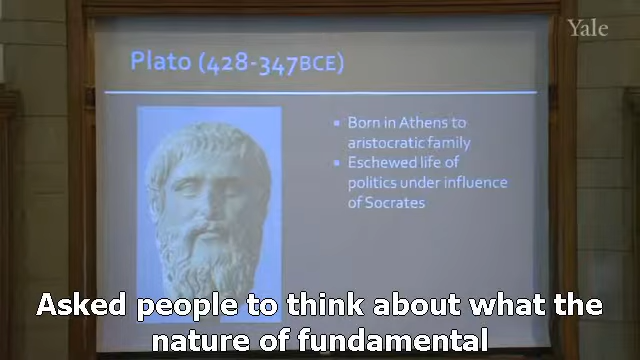 Yale
Plato (428-347BCE)
▪ Born in Athens to
aristocratic family
▪ Eschewed life of
politics under influence
of Socrates
Asked people to think about what the
nature of fundamental